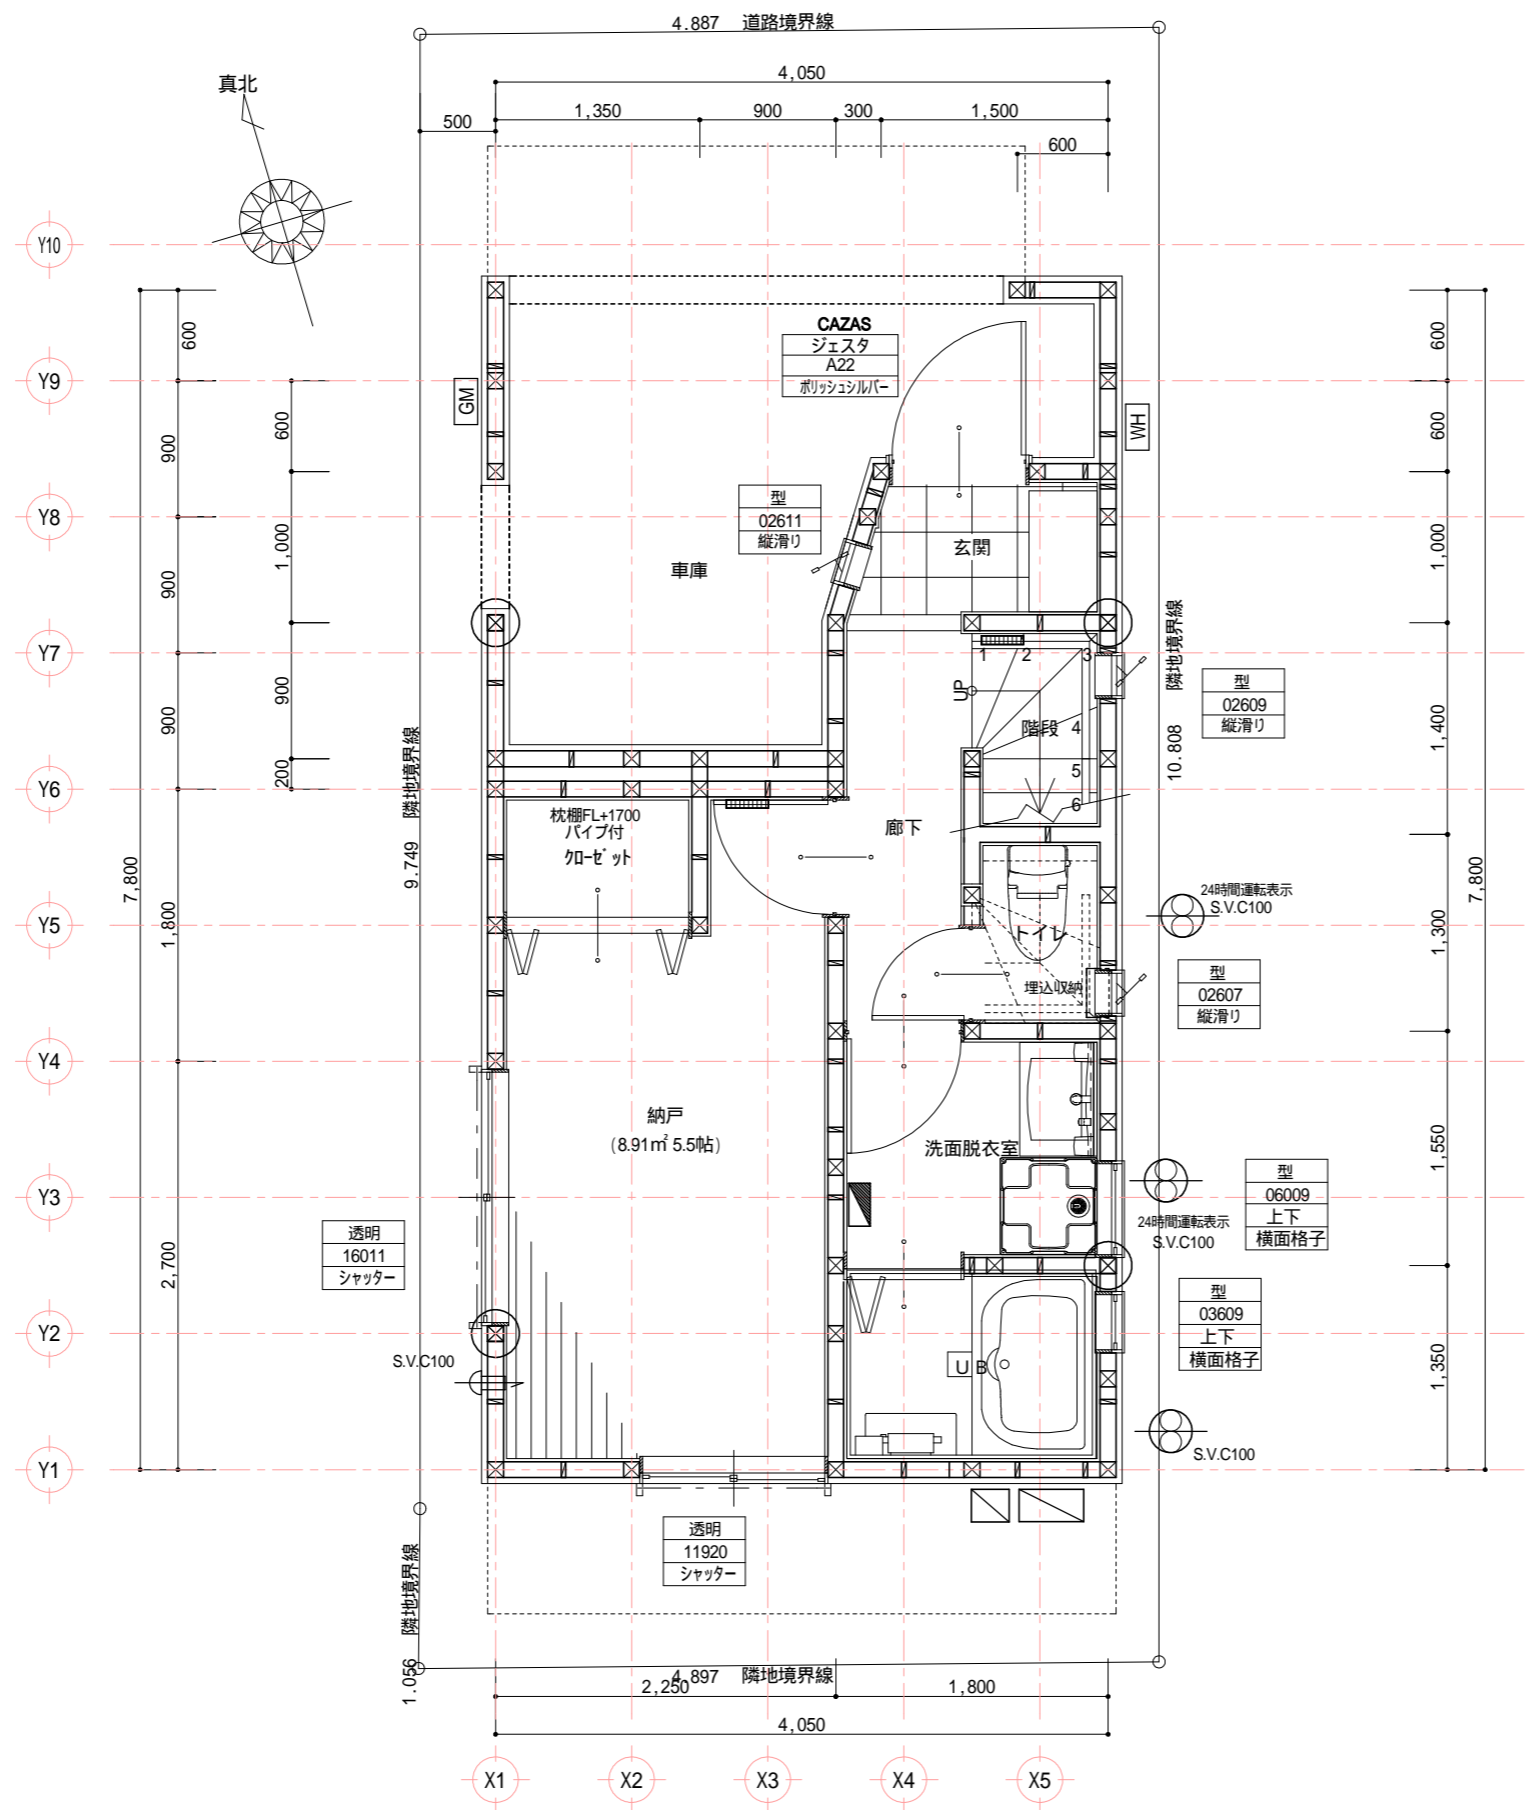 4.887 道路境界線
真北
4,050
1,350
900
300
1,500
500
600
Y10
600
CAZAS
ジェスタ
A22
ポリッシュシルバー
600
Y9
GM
WH
900
600
600
型
02611
縦滑り
Y8
玄関
車庫
900
1,000
1,000
隣地境界線
10.808
Y7
1
2
3
UP
階段
4
5
6
型
02609
縦滑り
900
900
1,400
200
9.749 隣地境界線
Y6
枕棚FL+1700
パイプ付
クローゼット
廊下
7,800
1,800
7,800
24時間運転表示
S.V.C100
Y5
トイレ
1,300
埋込収納
型
02607
縦滑り
Y4
納戸
(8.91㎡ 5.5帖)
洗面脱衣室
1,550
Y3
型
06009
上下
横面格子
24時間運転表示
S.V.C100
透明
16011
シャッター
2,700
型
03609
上下
横面格子
Y2
S.V.C100
UB
1,350
Y1
S.V.C100
透明
11920
シャッター
1.056 隣地境界線
4.897 隣地境界線
2,250
1,800
4,050
X1
X2
X3
X4
X5